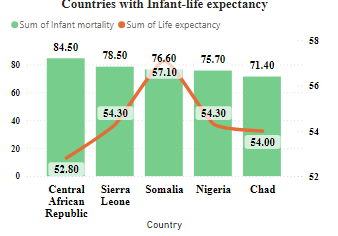 Countries with Infant-life expectancy
Sum of Infant mortality Sum of Life expectancy
84.50 78.50 76.60 75.70 71.40
57.10
54.30 54.30
54.00
52.80
80
60
40
20
0
58
56
54
52
Central African Republic
Sierra Leone
Somalia
Nigeria
Chad
Country